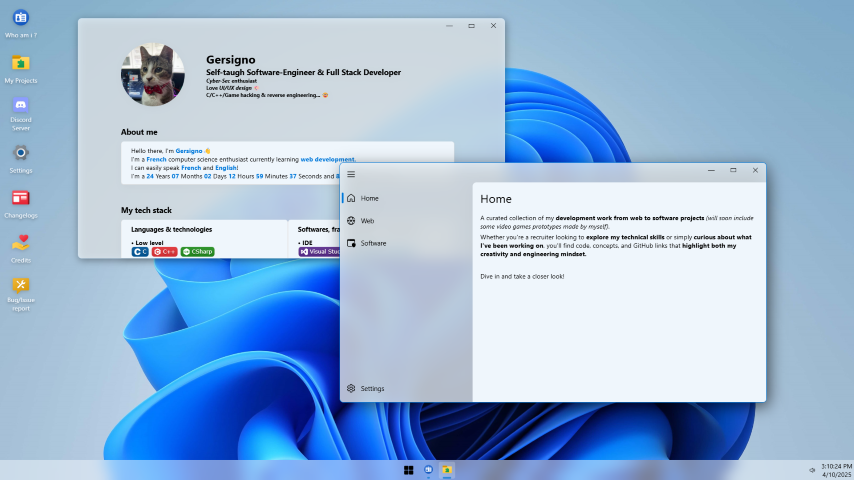 Who am i ?
My Projects
Discord
Server
Settings
Changelogs
Credits
Bug/Issue
report
Gersigno
Self-taugh Software-Engineer & Full Stack Developer
Cyber-Sec enthusiast
Love UI/UX design
C/C++/Game hacking & reverse engineering...
About me
Hello there, I'm Gersigno
I'm a French computer science enthusiast currently learning web development.
I can easily speak French and English!
I'm a 24 Years 07 Months 02 Days 12 Hours 59 Minutes 37 Seconds and
My tech stack
Languages & technologies
• Low level
C C++ CSharp
Softwares, fra
• IDE
Visual Stu
Home
Web
Software
Settings
Home
A curated collection of my development work from web to software projects (will soon include
some video games prototypes made by myself).
Whether you're a recruiter looking to explore my technical skills or simply curious about what
I've been working on, you'll find code, concepts, and GitHub links that highlight both my
creativity and engineering mindset.
Dive in and take a closer look!
3:10:24 PM
4/10/2025